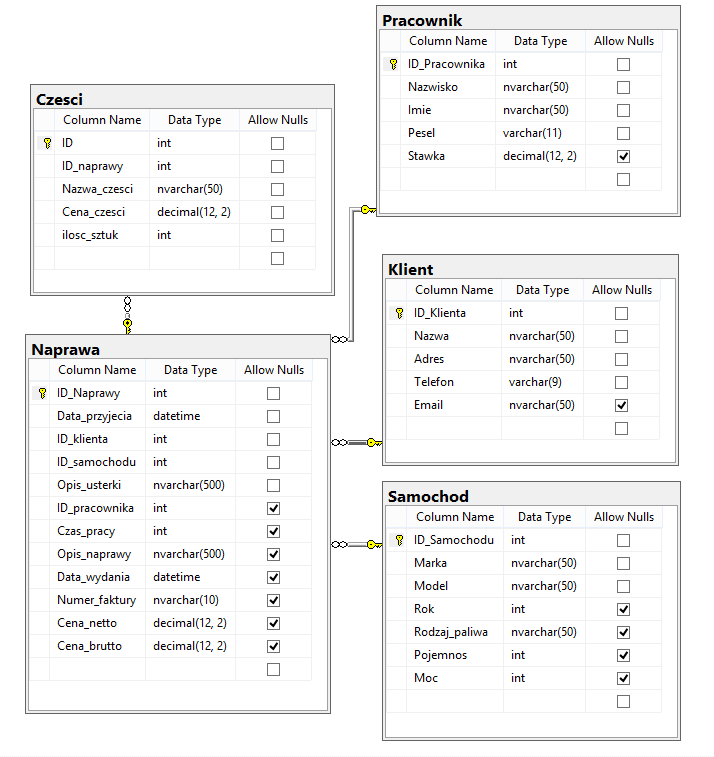 Pracownik
Column Name Data Type Allow Nulls
ID_Pracownika int
Nazwisko nvarchar(50)
Imie nvarchar(50)
Pesel varchar(11)
Stawka decimal(12, 2)
Czesci
Column Name Data Type Allow Nulls
ID int
ID_naprawy int
Nazwa_czesci nvarchar(50)
Cena_czesci decimal(12, 2)
ilosc_sztuk int
Klient
Column Name Data Type Allow Nulls
ID_Klienta int
Nazwa nvarchar(50)
Adres nvarchar(50)
Telefon varchar(9)
Email nvarchar(50)
Naprawa
Column Name Data Type Allow Nulls
ID_Naprawy int
Data_przyjecia datetime
ID_klienta int
ID_samochodu int
Opis_usterki nvarchar(500)
ID_pracownika int
Czas_pracy int
Opis_naprawy nvarchar(500)
Data_wydania datetime
Numer_faktury nvarchar(10)
Cena_netto decimal(12, 2)
Cena_brutto decimal(12, 2)
Samochod
Column Name Data Type Allow Nulls
ID_Samochodu int
Marka nvarchar(50)
Model nvarchar(50)
Rok int
Rodzaj_paliwa nvarchar(50)
Pojemnos int
Moc int